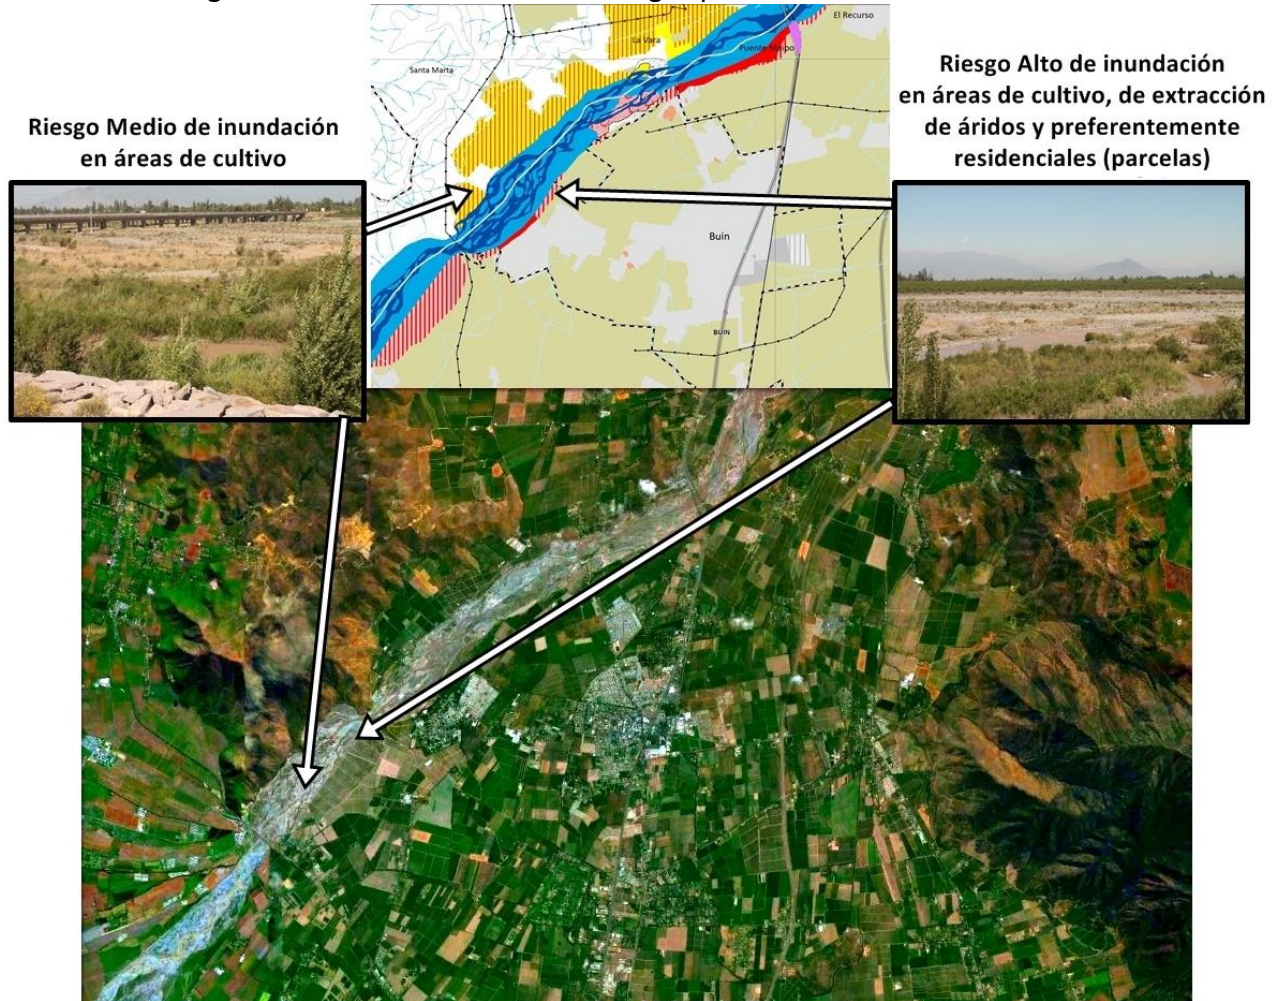 El Recurso
La Vara
Puente Maipo
Santa Marta
Riesgo Alto de inundación
en áreas de cultivo, de extracción
de áridos y preferentemente
residenciales (parcelas)
Riesgo Medio de inundación
en áreas de cultivo
Buin
BUIN